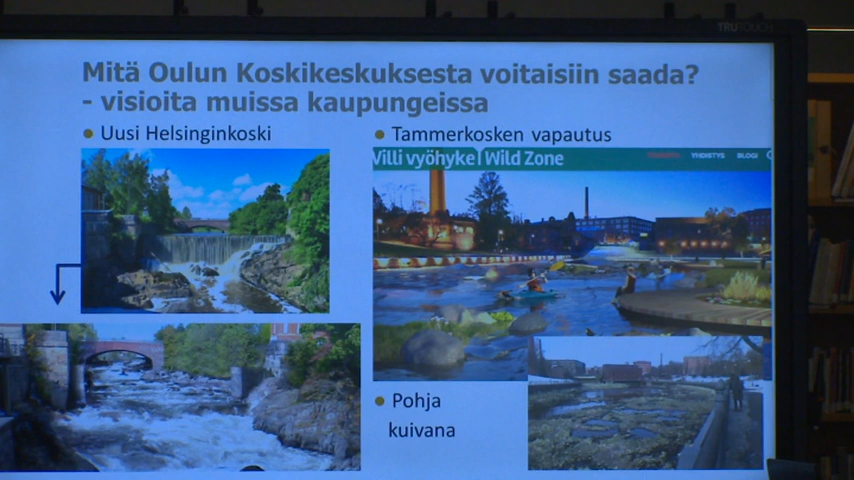 TRUTOUCH
Mitä Oulun Koskikeskuksesta voitaisiin saada?
- visioita muissa kaupungeissa
Uusi Helsinginkoski
Tammerkosken vapautus
Villi vyöhyke | Wild Zone
YHDISTYS BLOGI
Pohja
kuivana